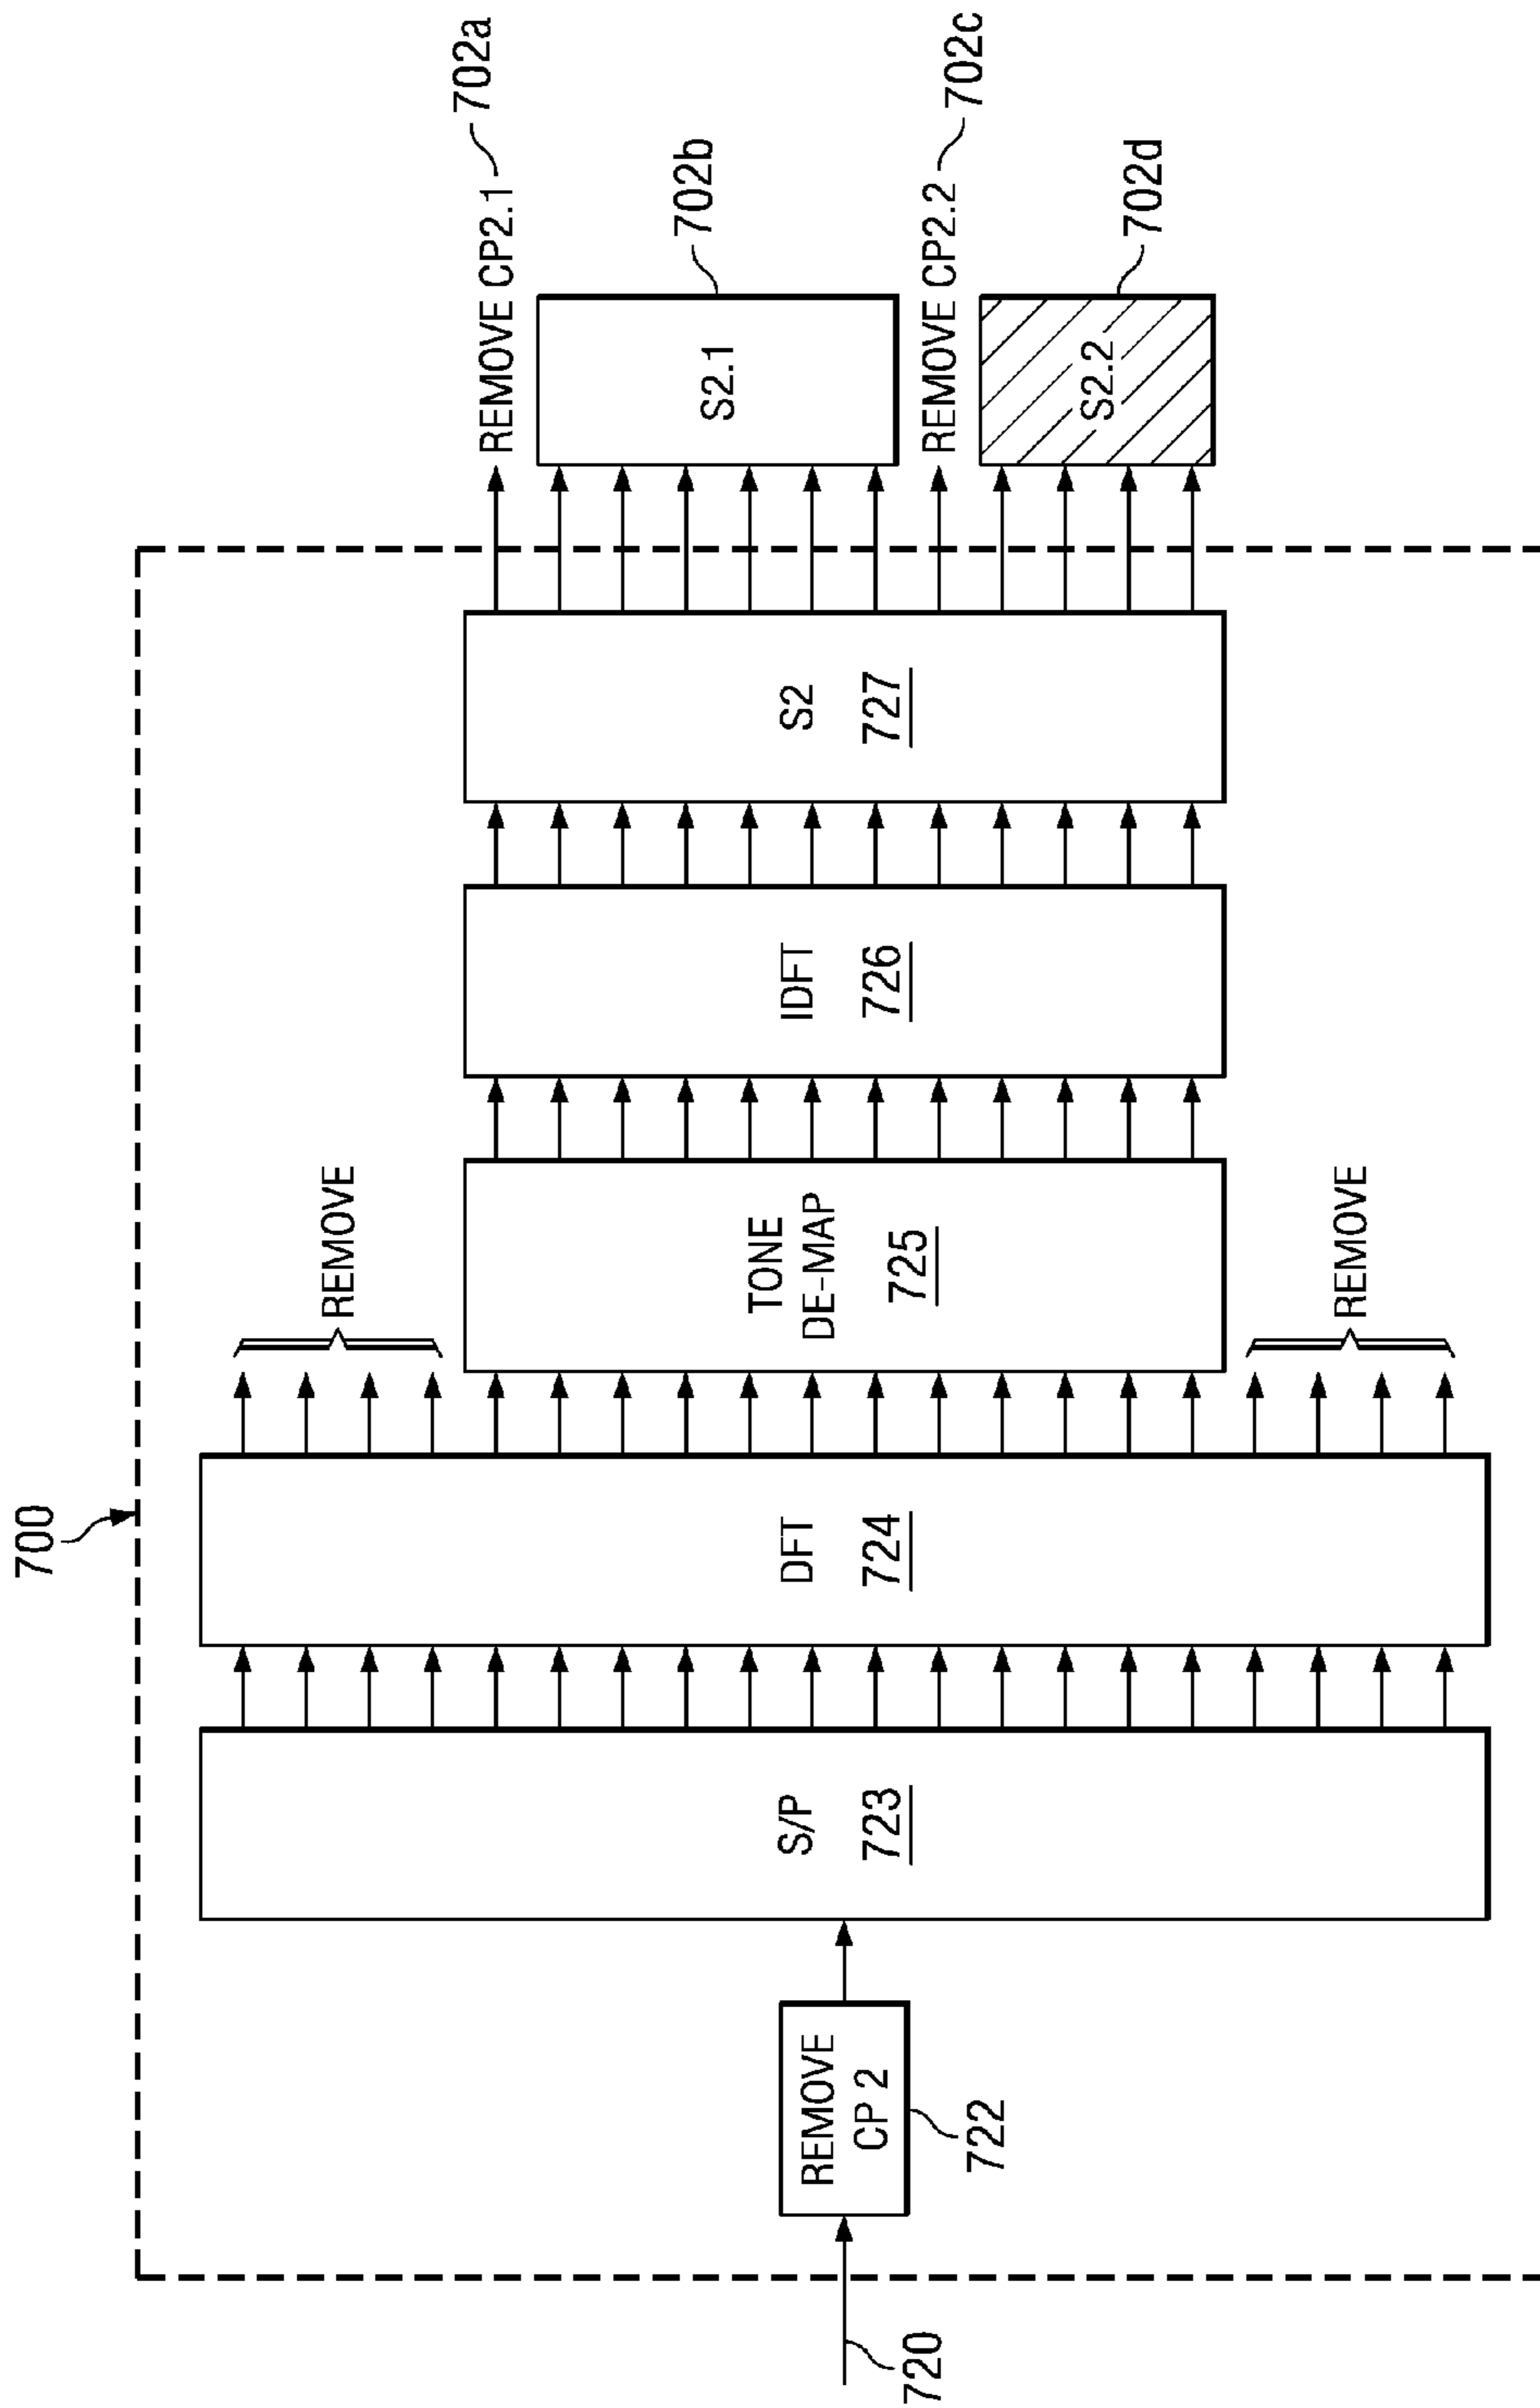 700
720
REMOVE
CP 2
722
S/P
723
DFT
724
REMOVE
TONE
DE-MAP
725
REMOVE
IDFT
726
S2
727
REMOVE CP2.1
702a
S2.1
702b
REMOVE CP2.2
702c
S2.2
702d